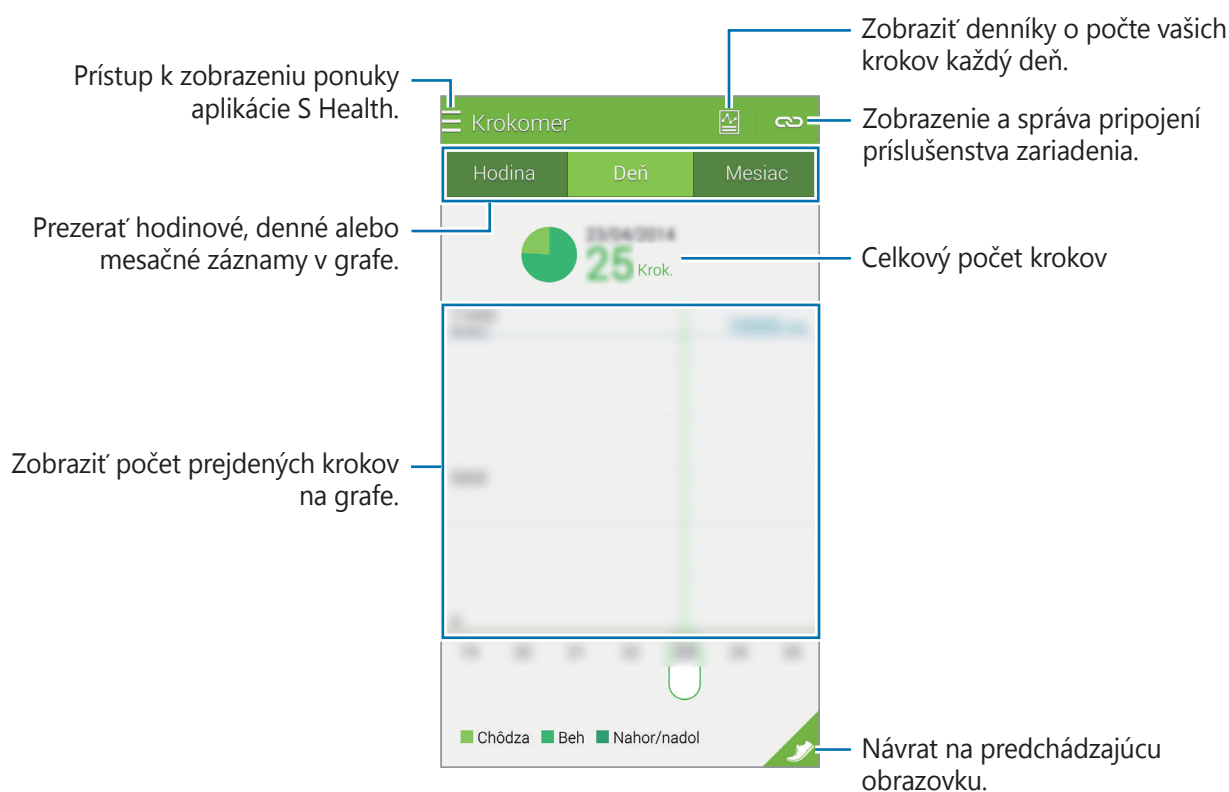 Zobraziť denníky o počte vašich
krokov každý deň.
Prístup k zobrazeniu ponuky
aplikácie S Health.
Krokomer
Zobrazenie a správa pripojení
príslušenstva zariadenia.
Hodina Deň Mesiac
Prezerať hodinové, denné alebo
mesačné záznamy v grafe.
23/04/2014
25 Krok.
Celkový počet krokov
Zobraziť počet prejdených krokov
na grafe.
Chôdza Beh Nahor/nadol
Návrat na predchádzajúcu
obrazovku.